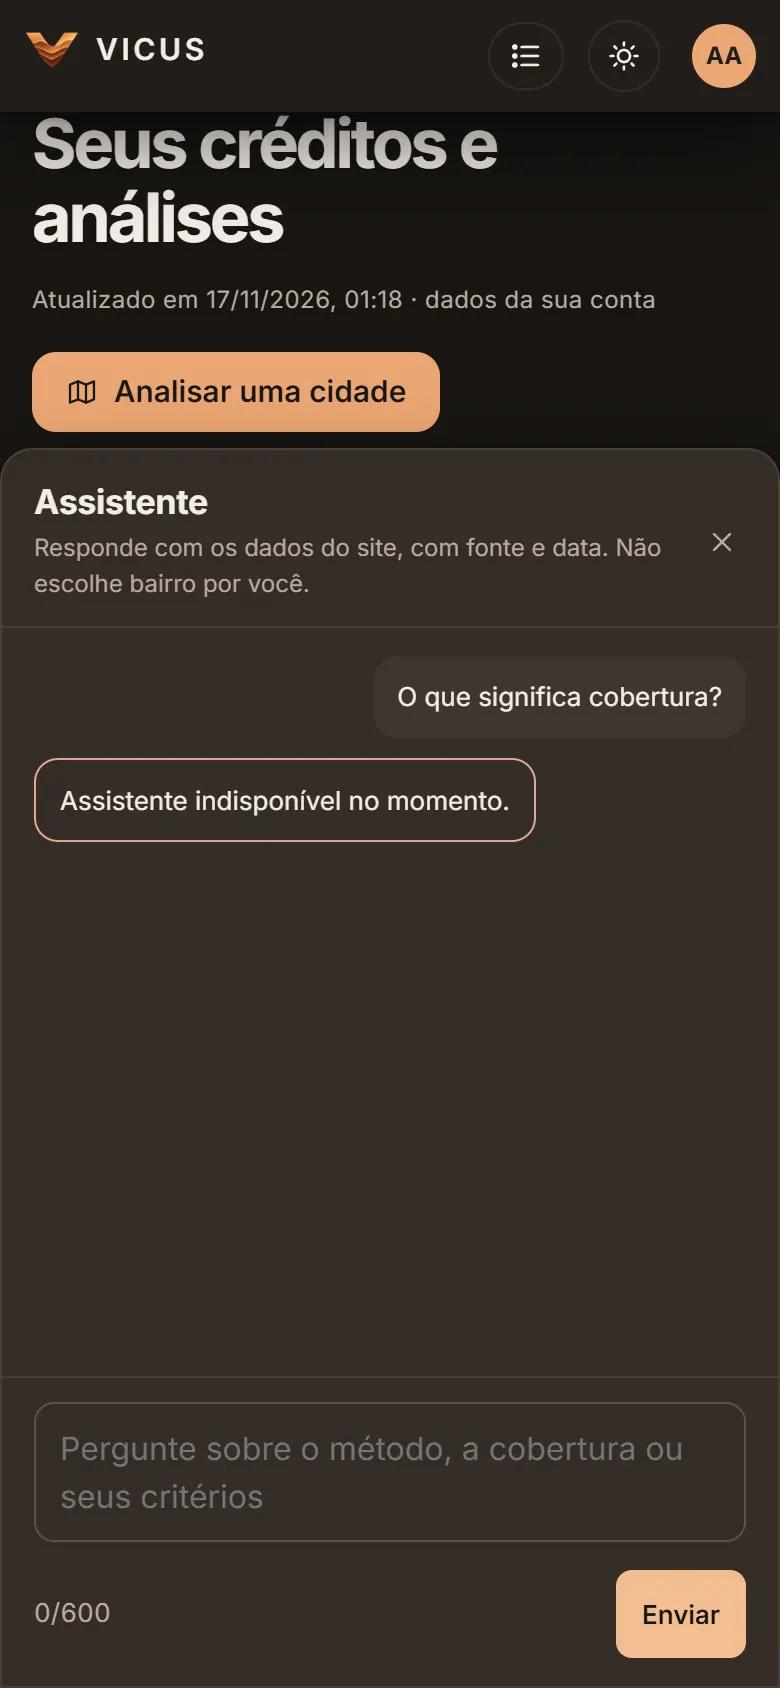 VICUS
AA
Seus créditos e
análises
Atualizado em 17/11/2026, 01:18 · dados da sua conta
Analisar uma cidade
Assistente
Responde com os dados do site, com fonte e data. Não
escolhe bairro por você.
O que significa cobertura?
Assistente indisponível no momento.
Pergunte sobre o método, a cobertura ou
seus critérios
0/600
Enviar